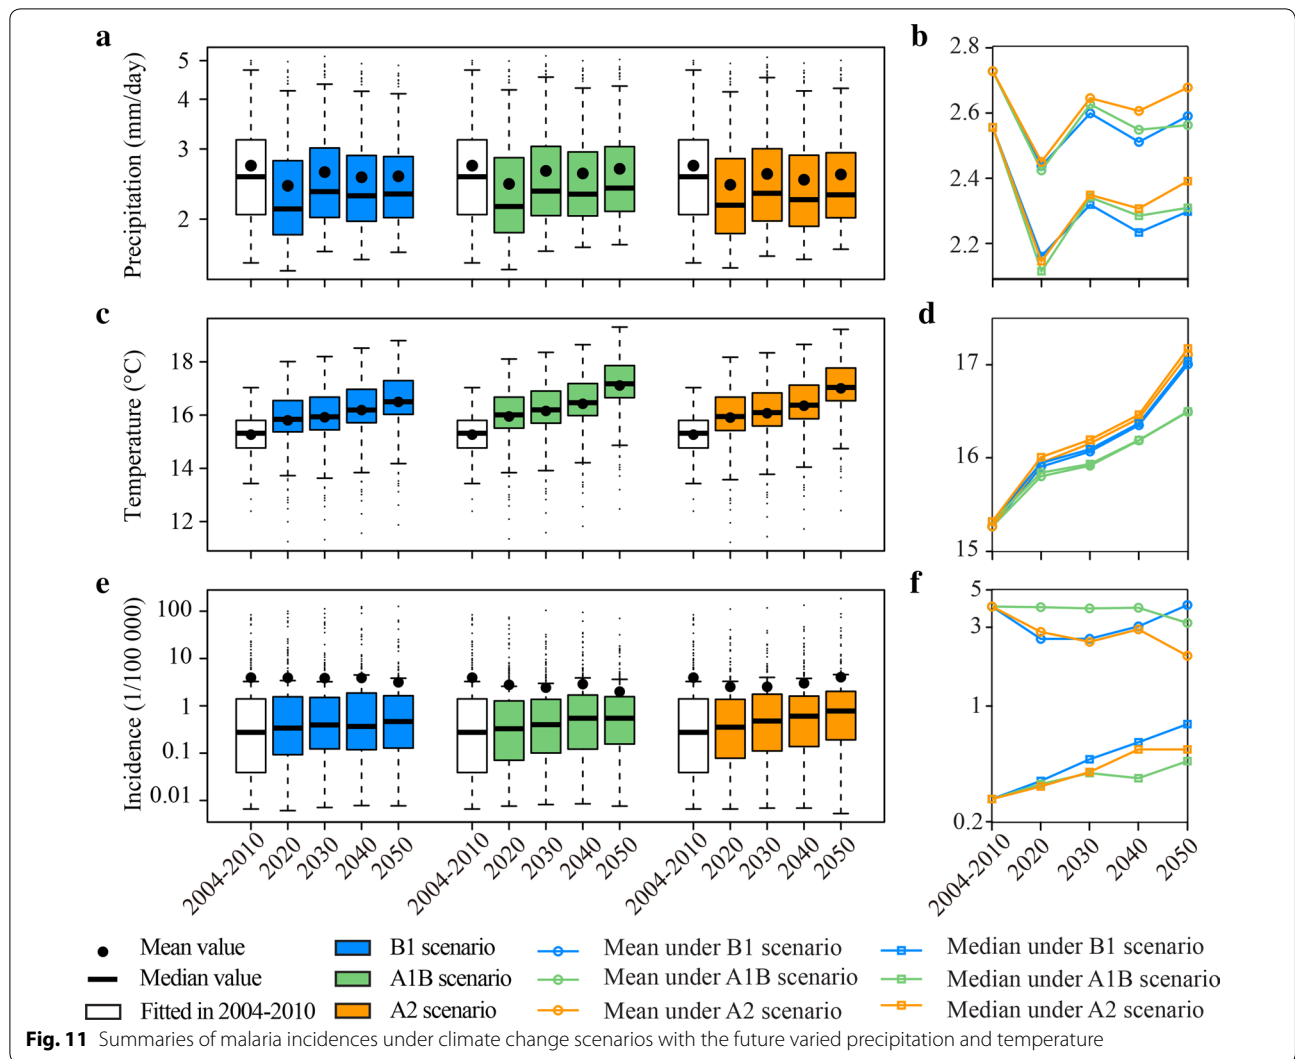 a
b
Precipitation (mm/day)
5
4
3
2
2.8
2.6
2.4
2.2
c
d
Temperature (°C)
18
16
14
12
17
16
15
e
f
Incidence (1/100 000)
100
10
1
0.1
0.01
5
3
1
0.2
2004-2010 2020 2030 2040 2050 2004-2010 2020 2030 2040 2050 2004-2010 2020 2030 2040 2050
2004-2010 2020 2030 2040 2050
Mean value B1 scenario Mean under B1 scenario Median under B1 scenario
Median value A1B scenario Mean under A1B scenario Median under A1B scenario
Fitted in 2004-2010 A2 scenario Mean under A2 scenario Median under A2 scenario
Fig. 11 Summaries of malaria incidences under climate change scenarios with the future varied precipitation and temperature